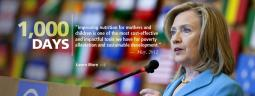 1,000
DAYS
"Improving nutrition for mothers and
children is one of the most cost-effective
and impactful tools we have for poverty
alleviation and sustainable development."
Learn More